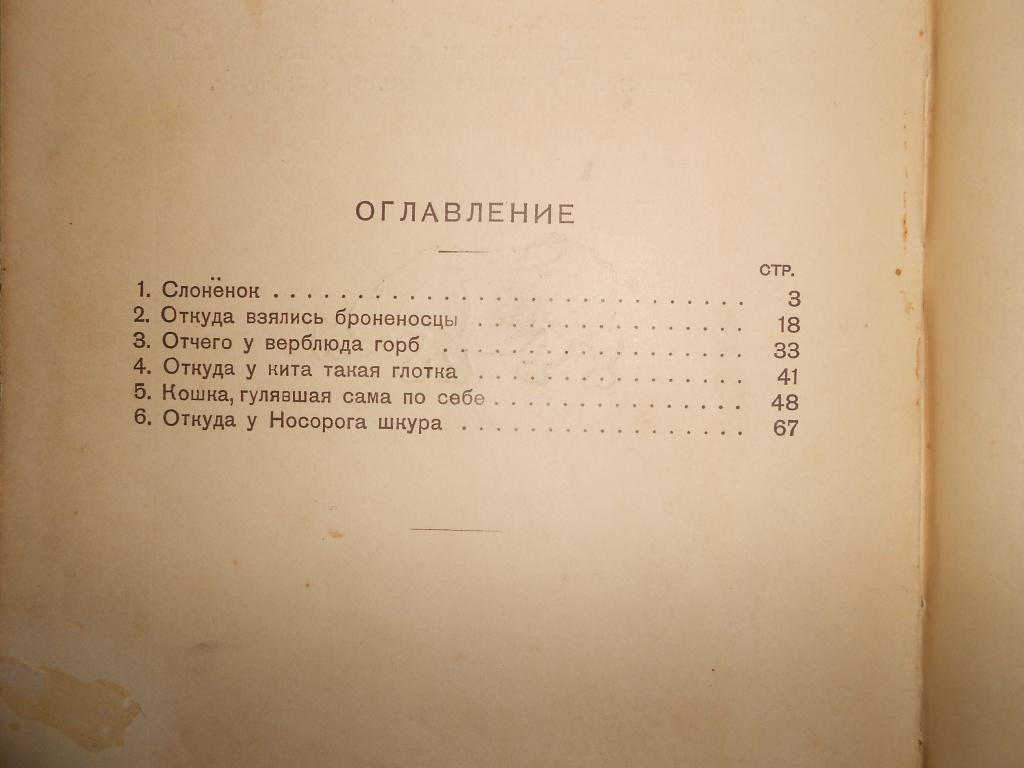 ОГЛАВЛЕНИЕ
СТР.
1. Слонёнок . . . . . . . . . . . . . . . . . . . . . . . . . . . . 3
2. Откуда взялись броненосцы . . . . . . . . . . . . . . . . 18
3. Отчего у верблюда горб . . . . . . . . . . . . . . . . . . 33
4. Откуда у кита такая глотка . . . . . . . . . . . . . . . . 41
5. Кошка, гулявшая сама по себе . . . . . . . . . . . . . . . 48
6. Откуда у Носорога шкура . . . . . . . . . . . . . . . . . 67